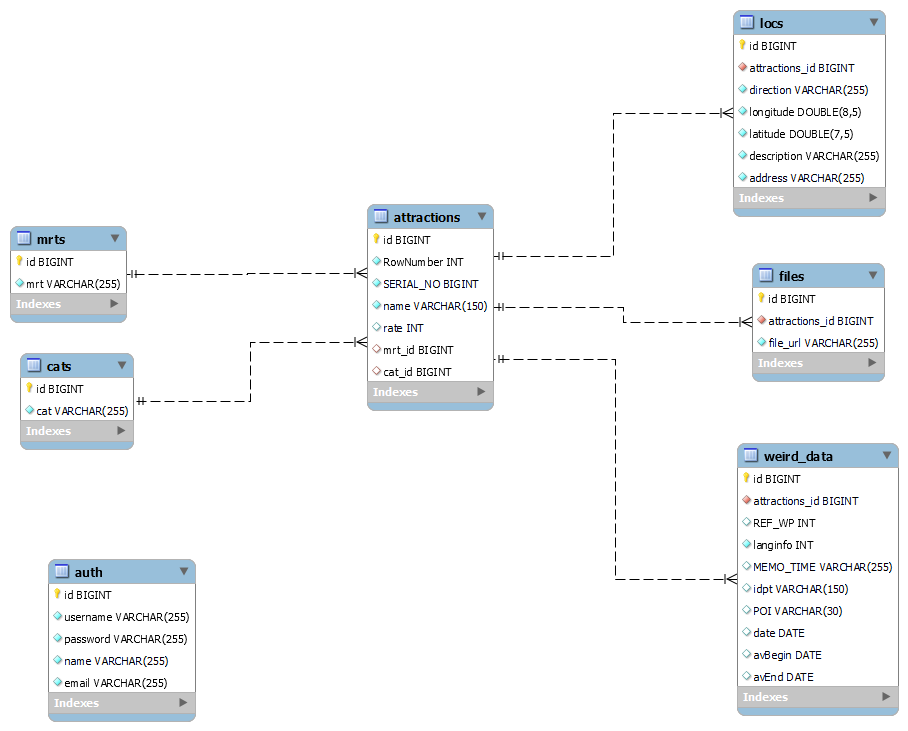 locs
id BIGINT
attractions_id BIGINT
direction VARCHAR(255)
longitude DOUBLE(8,5)
latitude DOUBLE(7,5)
description VARCHAR(255)
address VARCHAR(255)
Indexes
attractions
id BIGINT
RowNumber INT
SERIAL_NO BIGINT
name VARCHAR(150)
rate INT
mrt_id BIGINT
cat_id BIGINT
Indexes
mrts
id BIGINT
mrt VARCHAR(255)
Indexes
files
id BIGINT
attractions_id BIGINT
file_url VARCHAR(255)
Indexes
cats
id BIGINT
cat VARCHAR(255)
Indexes
weird_data
id BIGINT
attractions_id BIGINT
REF_WP INT
langinfo INT
MEMO_TIME VARCHAR(255)
idpt VARCHAR(150)
POI VARCHAR(30)
date DATE
avBegin DATE
avEnd DATE
Indexes
auth
id BIGINT
username VARCHAR(255)
password VARCHAR(255)
name VARCHAR(255)
email VARCHAR(255)
Indexes